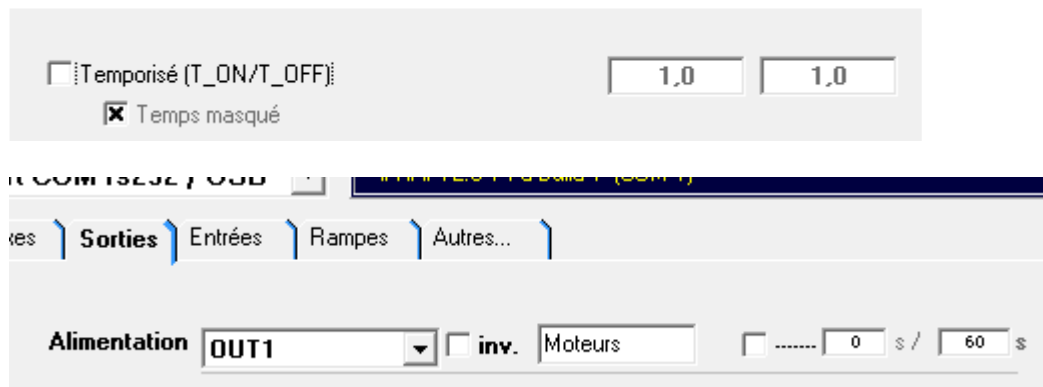 Temporisé (T_ON/T_OFF) 1,0 1,0
Temps masqué
Sorties Entrées Rampes Autres...
Alimentation OUT1 inv. Moteurs ....... 0 s / 60 s